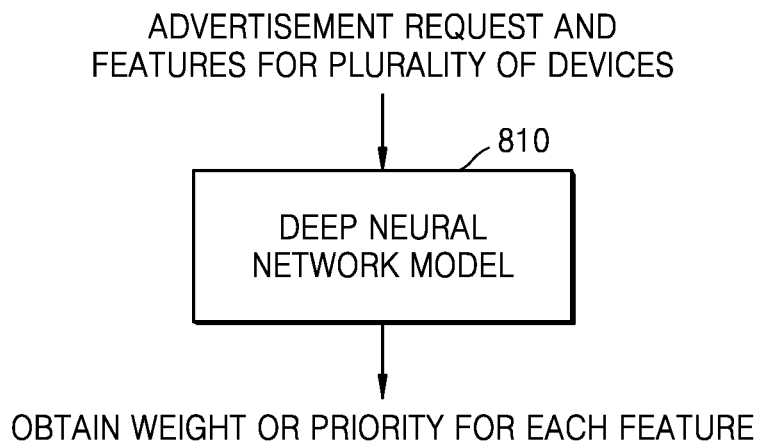 ADVERTISEMENT REQUEST AND
FEATURES FOR PLURALITY OF DEVICES
810
DEEP NEURAL
NETWORK MODEL
OBTAIN WEIGHT OR PRIORITY FOR EACH FEATURE